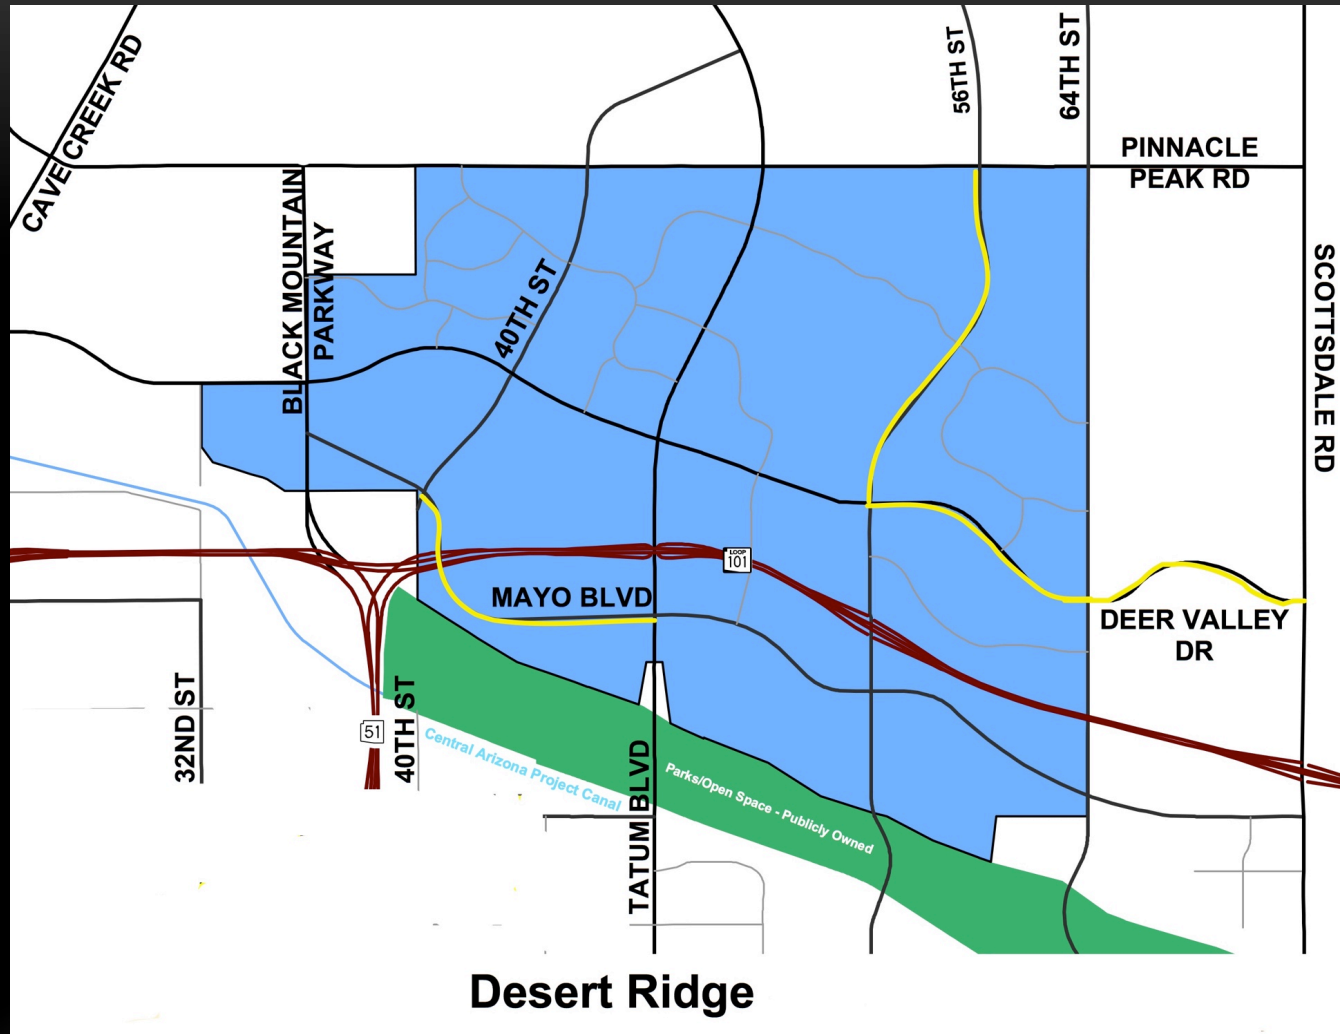 CAVE CREEK RD
56TH ST
64TH ST
PINNACLE
PEAK RD
BLACK MOUNTAIN
PARKWAY
40TH ST
SCOTTSDALE RD
LOOP
101
MAYO BLVD
DEER VALLEY
DR
32ND ST
51
40TH ST
Central Arizona Project Canal
TATUM BLVD
Parks/Open Space - Publicly Owned
Desert Ridge